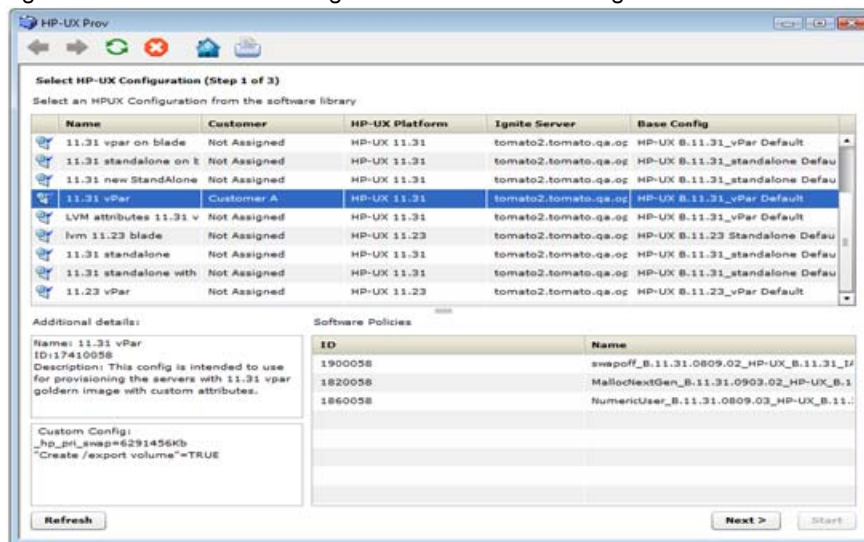 HP-UX Prov
Select HP-UX Configuration (Step 1 of 3)
Select an HPUX Configuration from the software library
Name Customer HP-UX Platform Ignite Server Base Config
11.31 vpar on blade Not Assigned HP-UX 11.31 tomato2.tomato.qa.op HP-UX B.11.31_vPar Default
11.31 standalone on b Not Assigned HP-UX 11.31 tomato2.tomato.qa.op HP-UX B.11.31_standalone Defau
11.31 new StandAlone Not Assigned HP-UX 11.31 tomato2.tomato.qa.op HP-UX B.11.31_standalone Defau
11.31 vPar Customer A HP-UX 11.31 tomato2.tomato.qa.op HP-UX B.11.31_vPar Default
LVM attributes 11.31 v Not Assigned HP-UX 11.31 tomato2.tomato.qa.op HP-UX B.11.31_vPar Default
lvm 11.23 blade Not Assigned HP-UX 11.23 tomato2.tomato.qa.op HP-UX B.11.23 Standalone Defau
11.31 standalone Not Assigned HP-UX 11.31 tomato2.tomato.qa.op HP-UX B.11.31_standalone Defau
11.31 standalone with Not Assigned HP-UX 11.31 tomato2.tomato.qa.op HP-UX B.11.31_standalone Defau
11.23 vPar Not Assigned HP-UX 11.23 tomato2.tomato.qa.op HP-UX B.11.23_vPar Default
Additional details:
Name: 11.31 vPar
ID:17410058
Description: This config is intended to use
for provisioning the servers with 11.31 vpar
goldern image with custom attributes.
Custom Config:
_hp_pri_swap=6291456Kb
"Create /export volume"=TRUE
Software Policies
ID Name
1900058 swapoff_B.11.31.0809.02_HP-UX_B.11.31_IA
1820058 MallocNextGen_B.11.31.0903.02_HP-UX_B.1
1860058 NumericUser_B.11.31.0809.03_HP-UX_B.11.
Refresh Next > Start